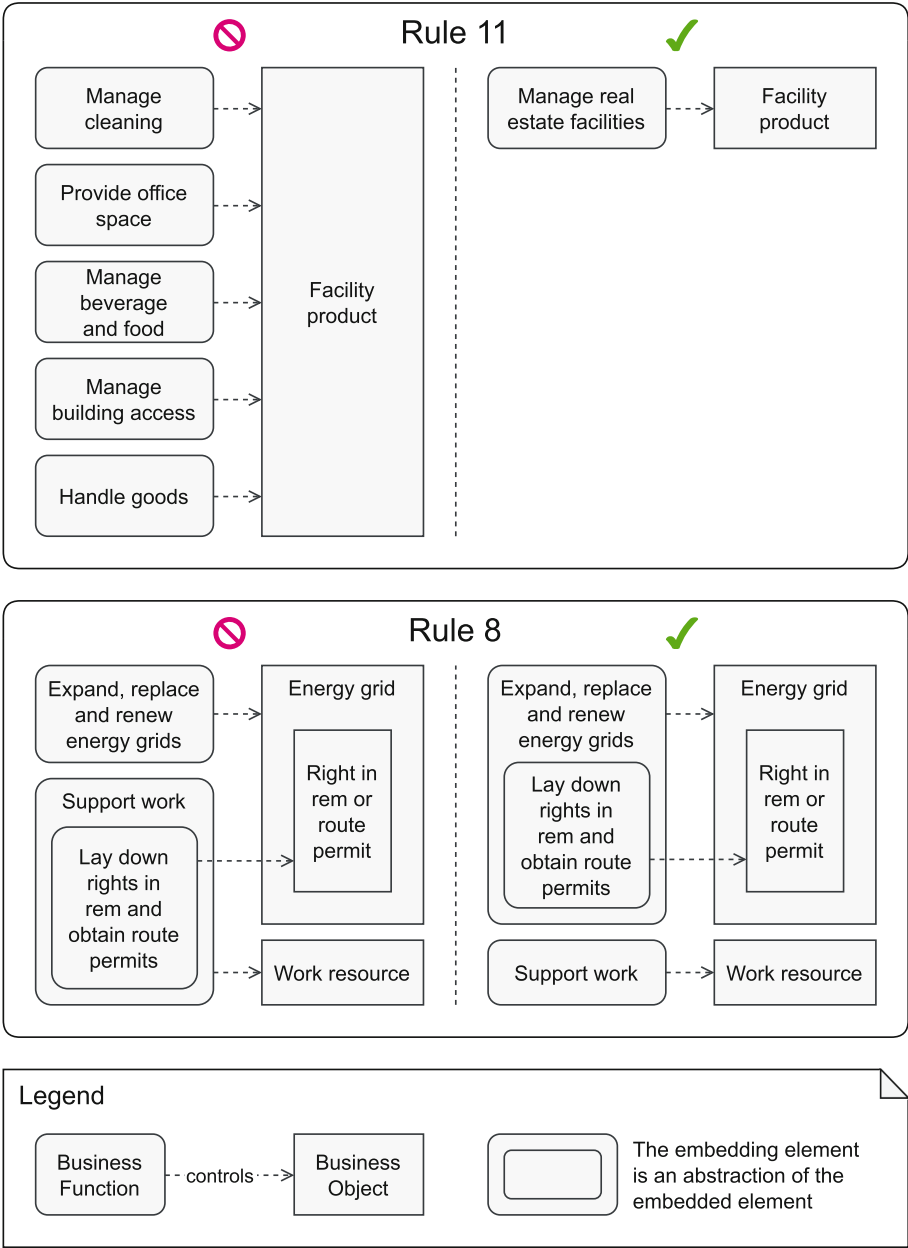 Rule 11
Manage
cleaning
Provide office
space
Manage
beverage
and food
Manage
building access
Handle goods
Facility
product
Manage real
estate facilities
Facility
product
Rule 8
Expand, replace
and renew
energy grids
Support work
Lay down
rights in
rem and
obtain route
permits
Energy grid
Right in
rem or
route
permit
Work resource
Expand, replace
and renew
energy grids
Lay down
rights in
rem and
obtain route
permits
Support work
Energy grid
Right in
rem or
route
permit
Work resource
Legend
Business
Function
controls
Business
Object
The embedding element
is an abstraction of the
embedded element